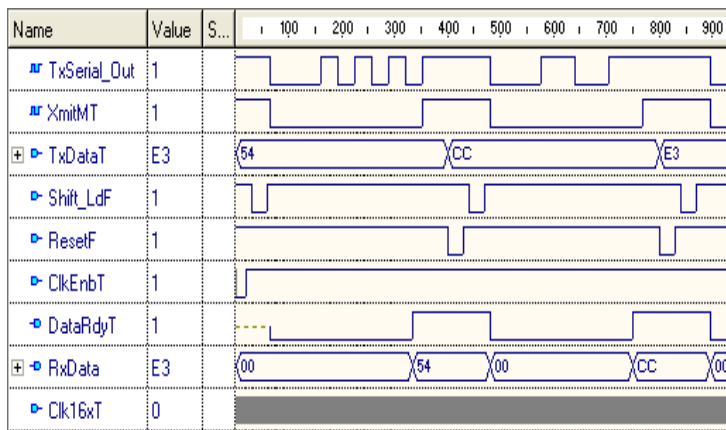 Name Value S... 100 200 300 400 500 600 700 800 900
TxSerial_Out 1
XmitMT 1
TxDataT E3 54 CC E3
Shift_LdF 1
ResetF 1
ClkEnbT 1
DataRdyT 1
RxData E3 00 54 00 CC 00
Clk16xT 0